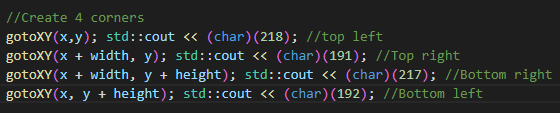 //Create 4 corners
gotoXY(x,y); std::cout << (char)(218); //top left
gotoXY(x + width, y); std::cout << (char)(191); //Top right
gotoXY(x + width, y + height); std::cout << (char)(217); //Bottom right
gotoXY(x, y + height); std::cout << (char)(192); //Bottom left